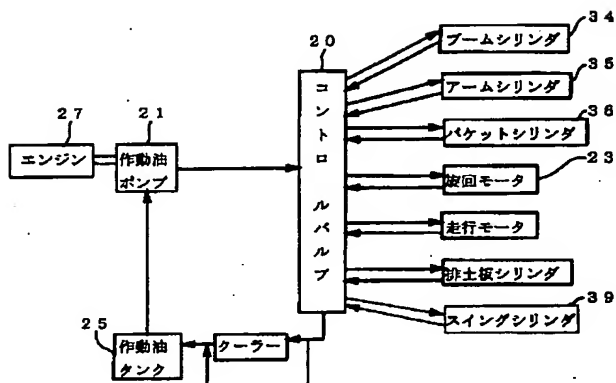 20
34
ブームシリンダ
35
アームシリンダ
27
21
36
エンジン
作動油
ポンプ
コントロールバルブ
バケットシリンダ
23
旋回モータ
走行モータ
排土板シリンダ
39
スイングシリンダ
25
作動油
タンク
クーラー